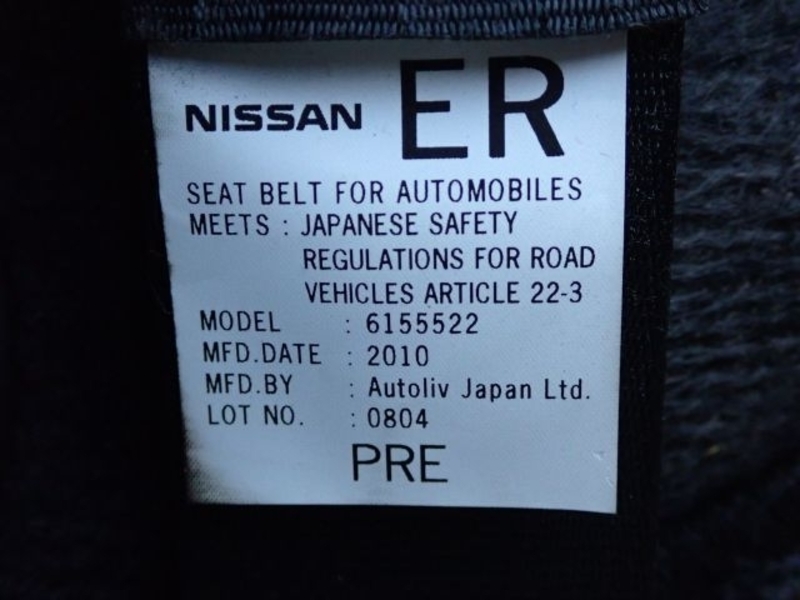 NISSAN ER
SEAT BELT FOR AUTOMOBILES
MEETS : JAPANESE SAFETY
REGULATIONS FOR ROAD
VEHICLES ARTICLE 22-3
MODEL : 6155522
MFD.DATE : 2010
MFD.BY : Autoliv Japan Ltd.
LOT NO. : 0804
PRE